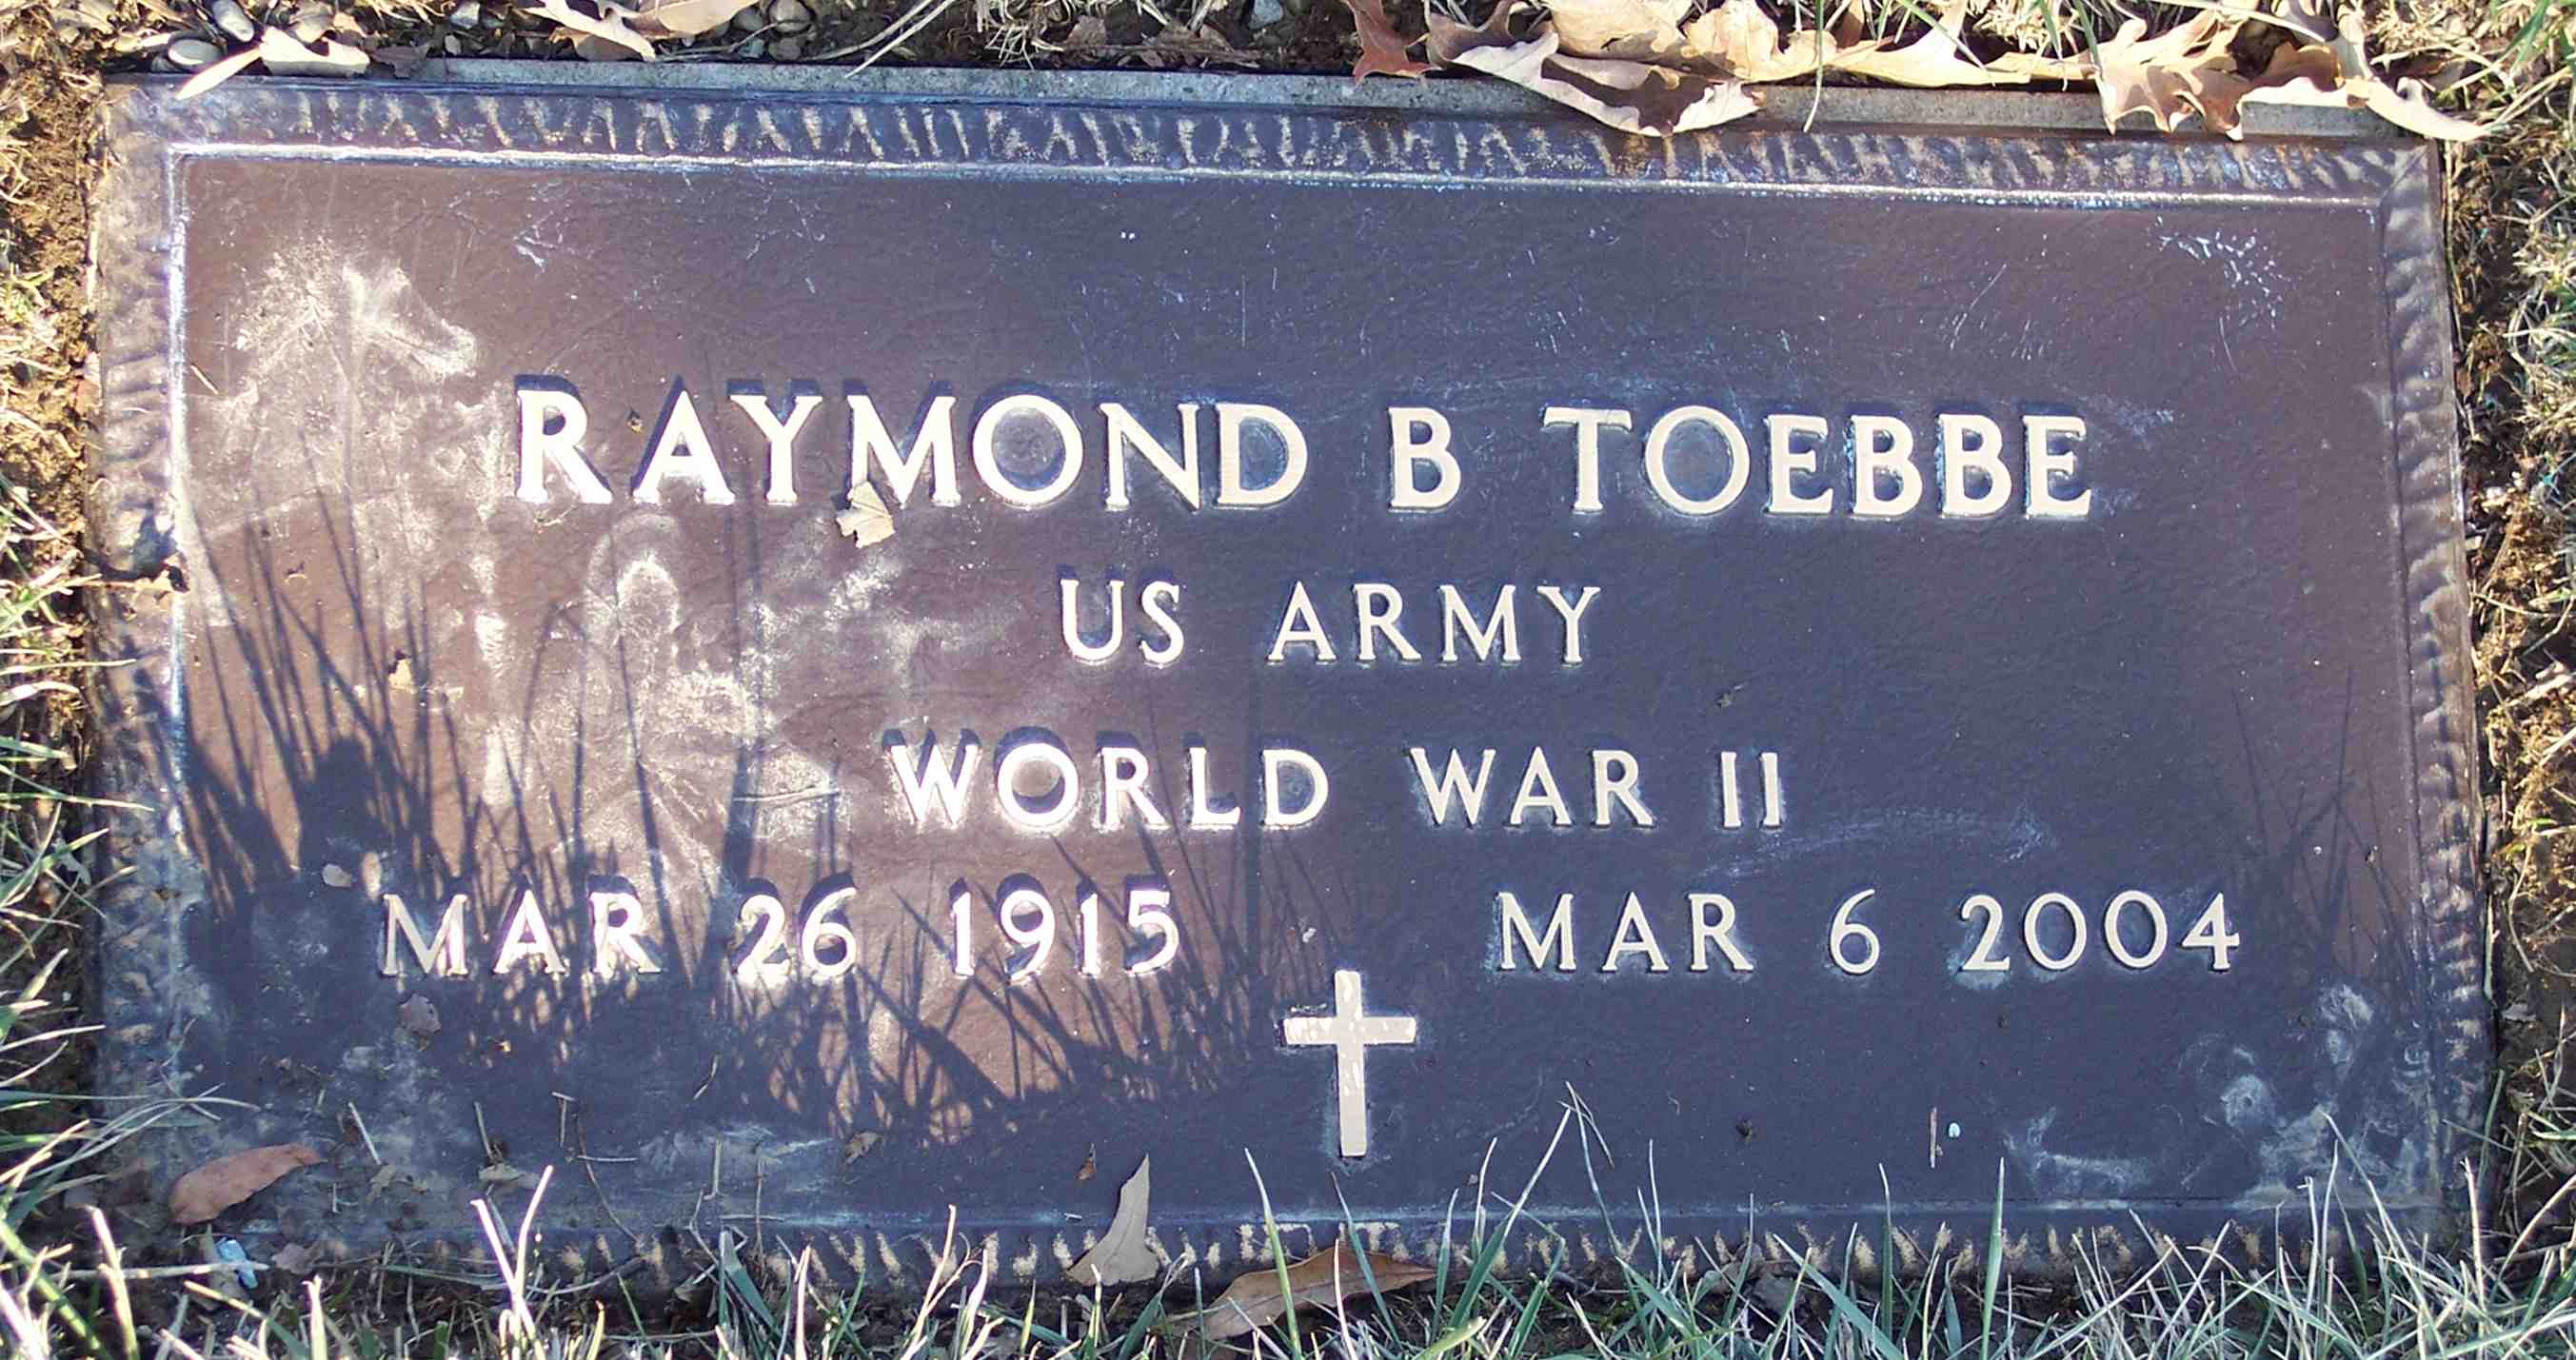 RAYMOND B TOEBBE
US ARMY
WORLD WAR II
MAR 26 1915 MAR 6 2004